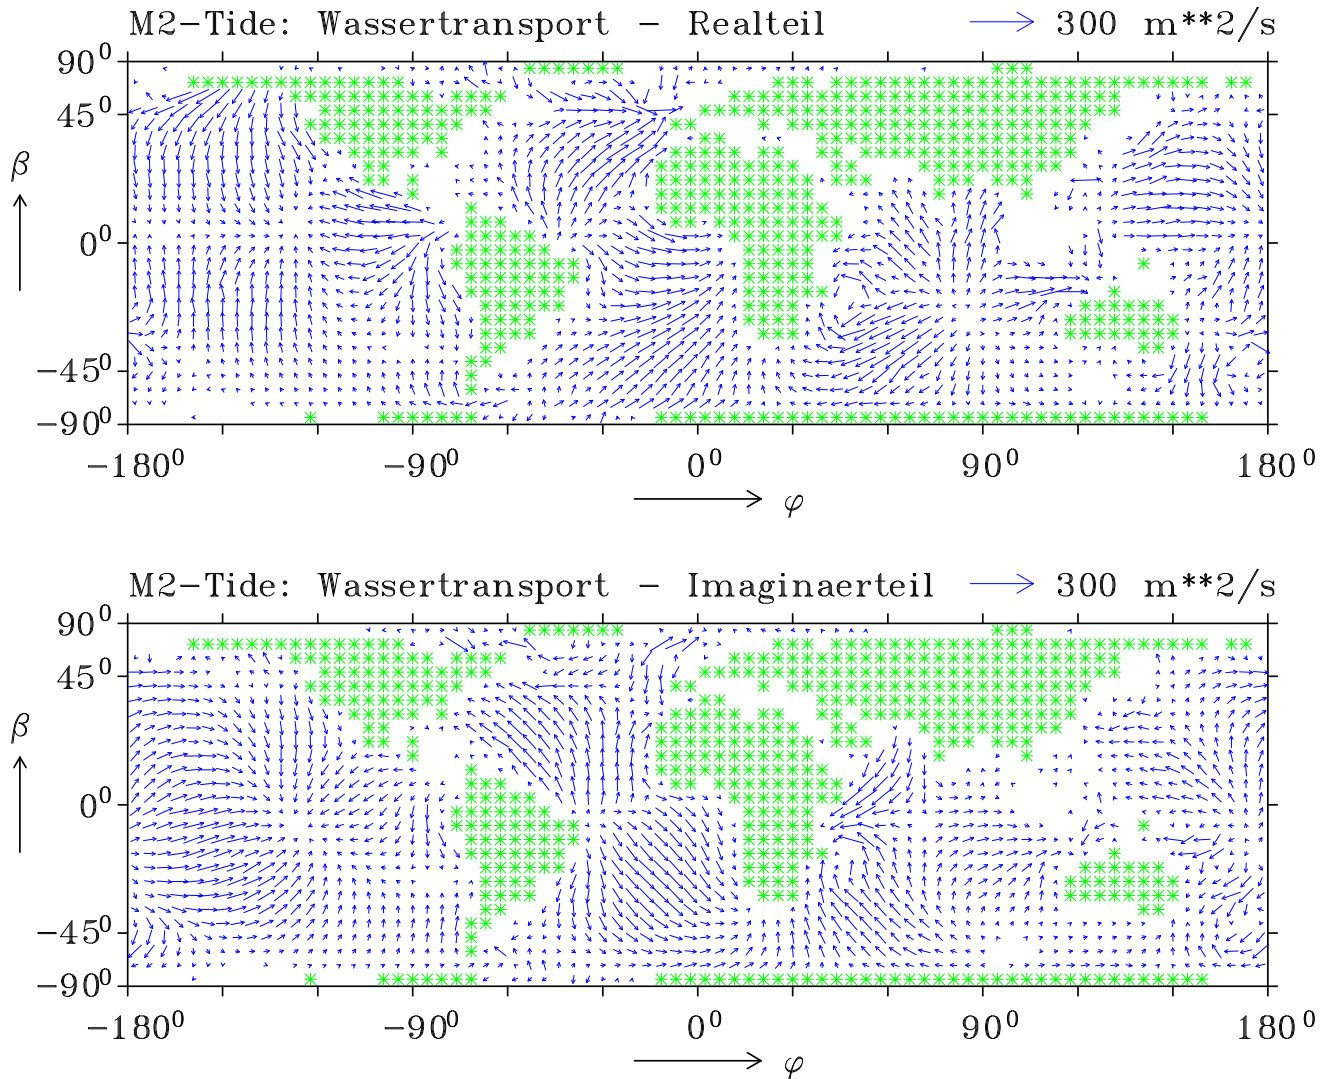 M2-Tide: Wassertransport - Realteil 300 m**2/s
90⁰
45⁰
β
0⁰
-45⁰
-90⁰
-180⁰ -90⁰ 0⁰ 90⁰ 180⁰
φ
M2-Tide: Wassertransport - Imaginaerteil 300 m**2/s
90⁰
45⁰
β
0⁰
-45⁰
-90⁰
-180⁰ -90⁰ 0⁰ 90⁰ 180⁰
φ